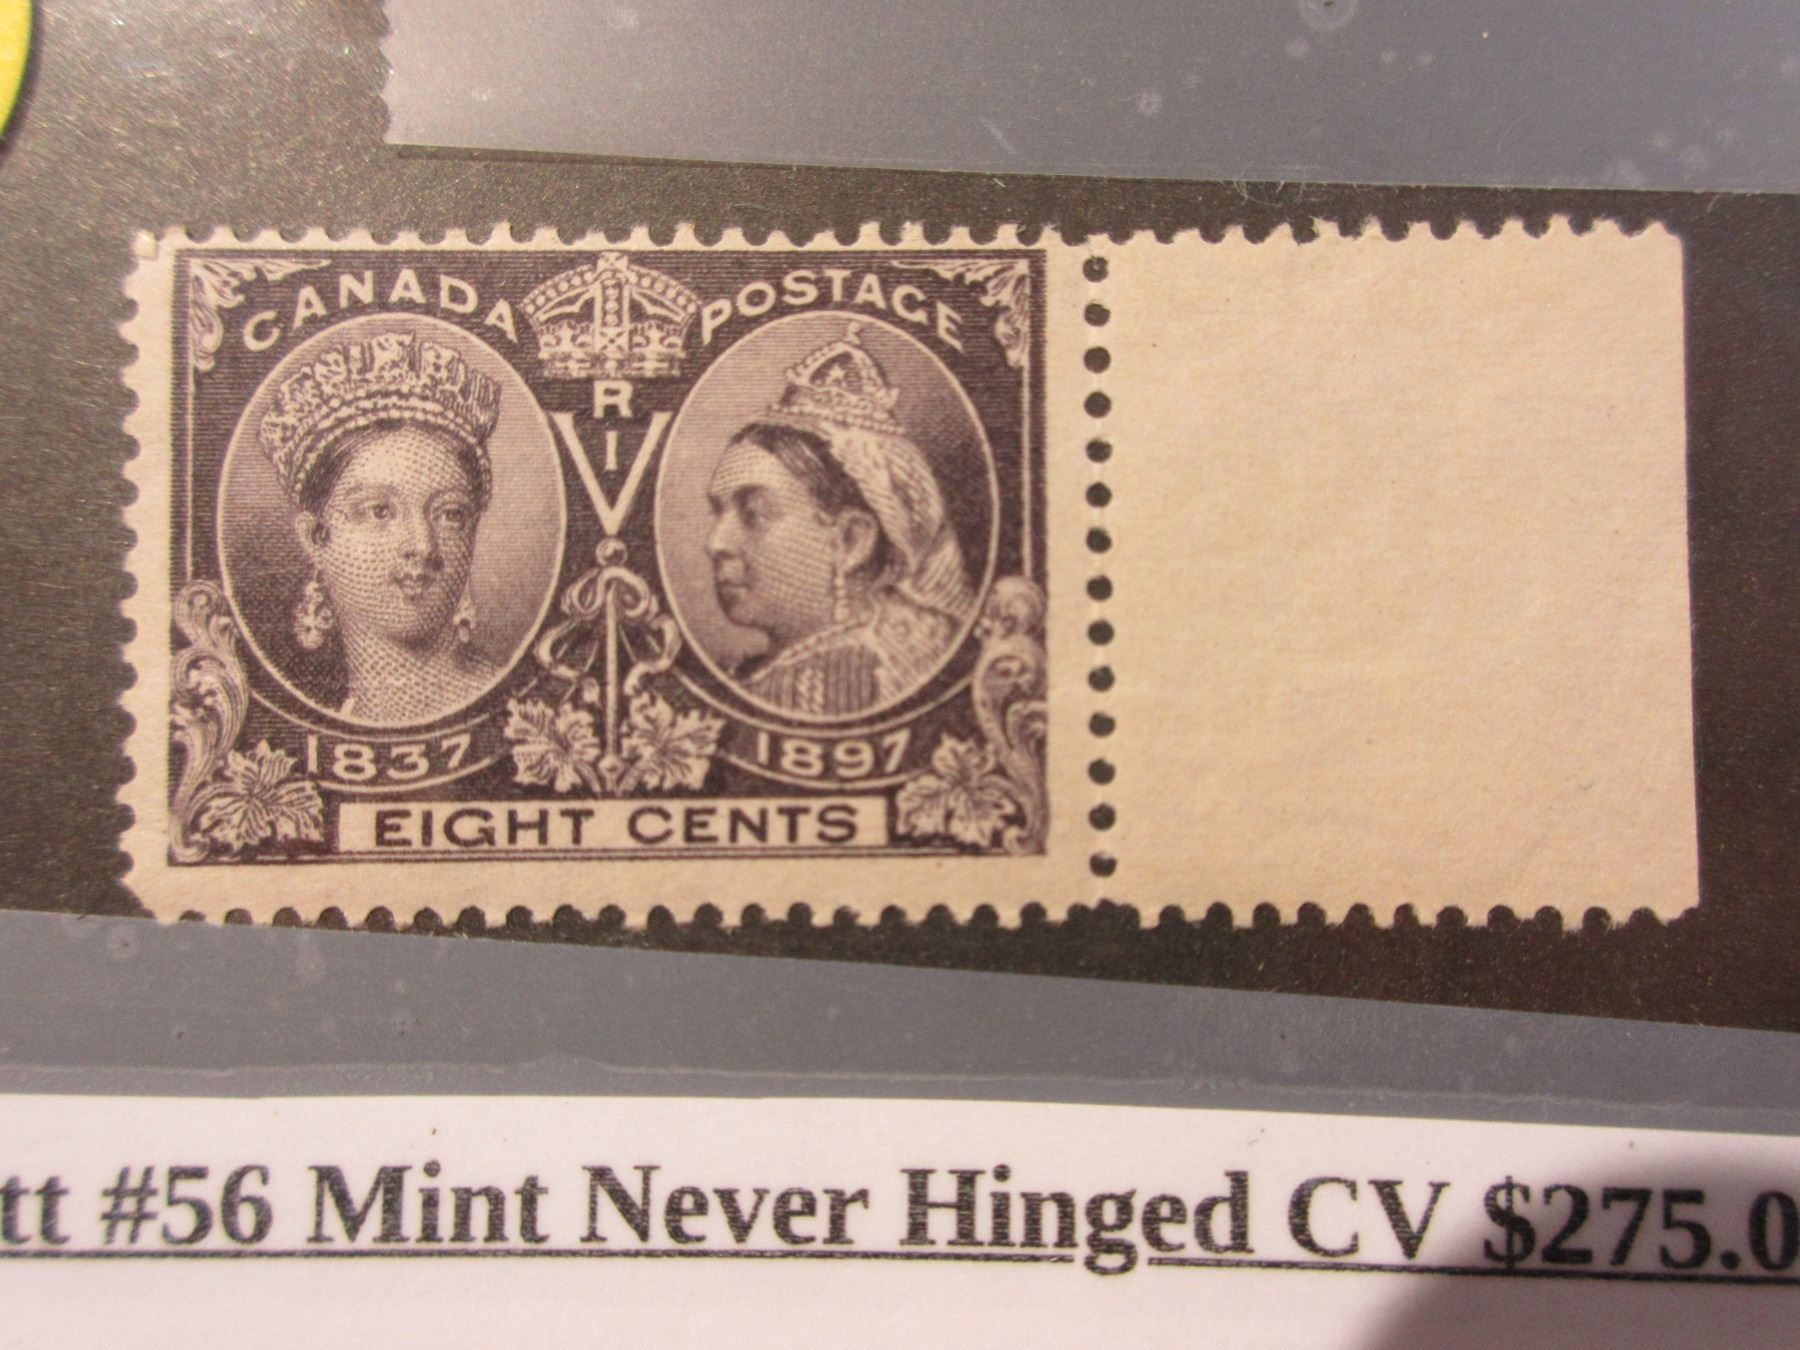 CANADA POSTAGE
R
I
V
1837 1897
EIGHT CENTS
tt #56 Mint Never Hinged CV $275.0